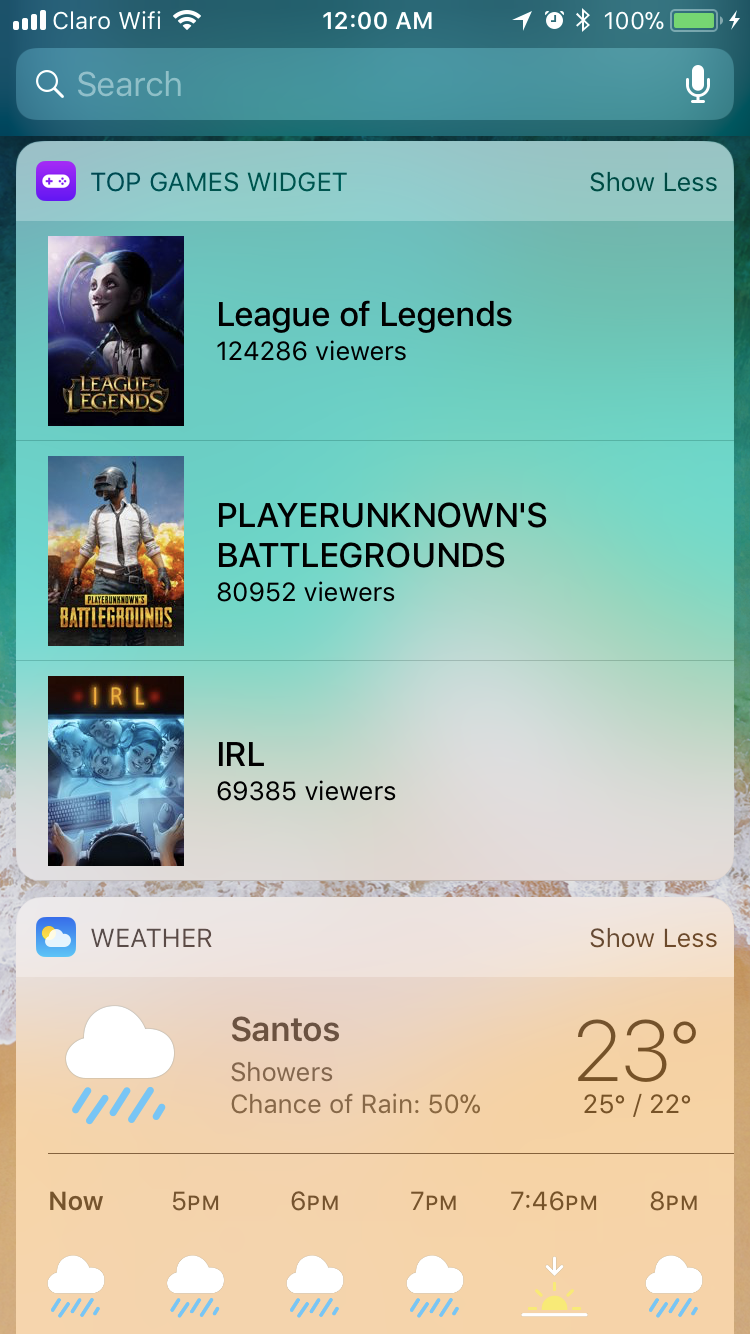 Claro Wifi 12:00 AM 100%
Search
TOP GAMES WIDGET Show Less
LEAGUE OF
LEGENDS
League of Legends
124286 viewers
PLAYERUNKNOWN'S
BATTLEGROUNDS
PLAYERUNKNOWN'S
BATTLEGROUNDS
80952 viewers
IRL
IRL
69385 viewers
WEATHER Show Less
Santos
Showers
Chance of Rain: 50%
23°
25° / 22°
Now 5PM 6PM 7PM 7:46PM 8PM